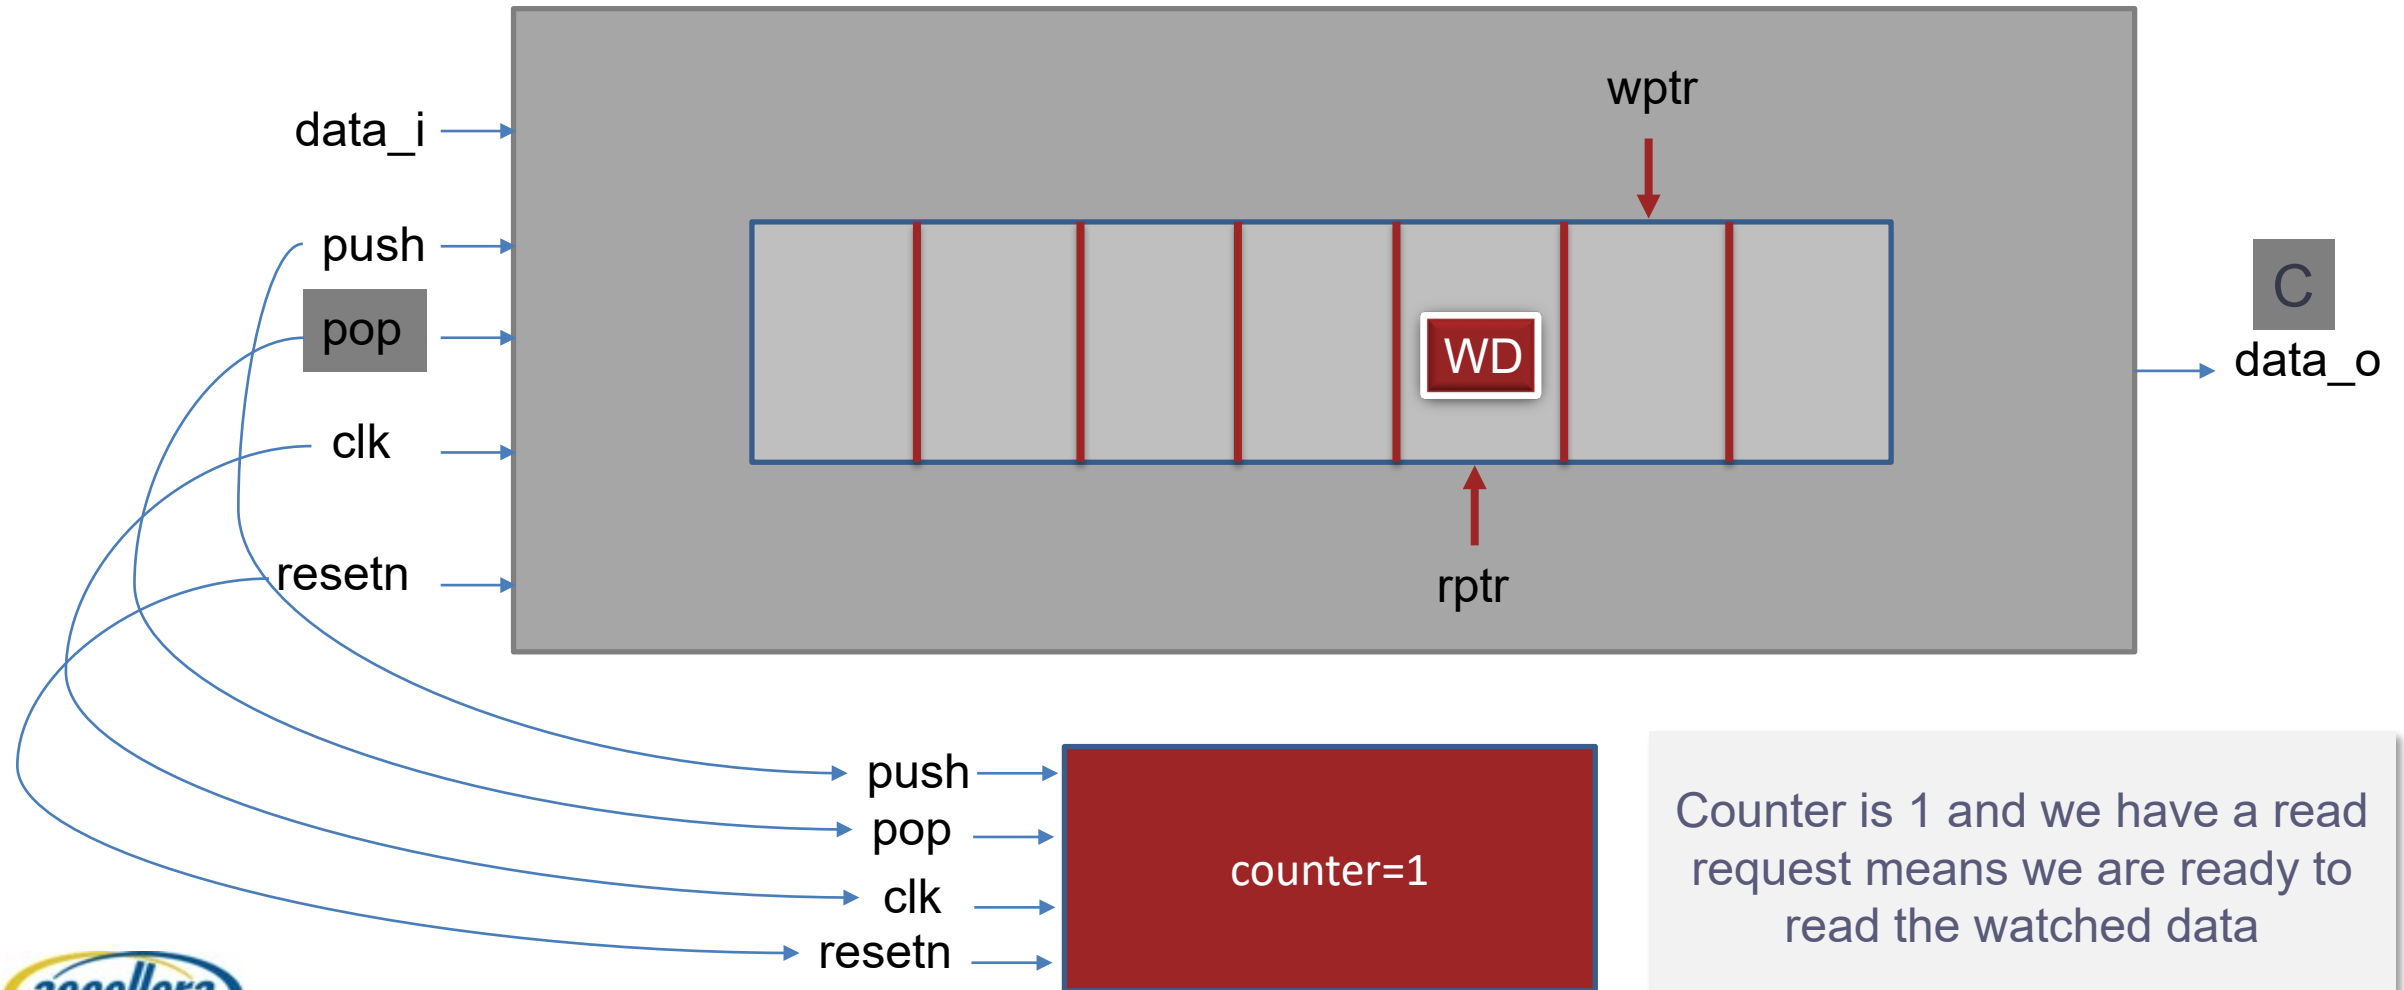 wptr
data_i
push
pop
clk
resetn
WD
rptr
C
data_o
push
pop
clk
resetn
counter=1
Counter is 1 and we have a read
request means we are ready to
read the watched data
accellera